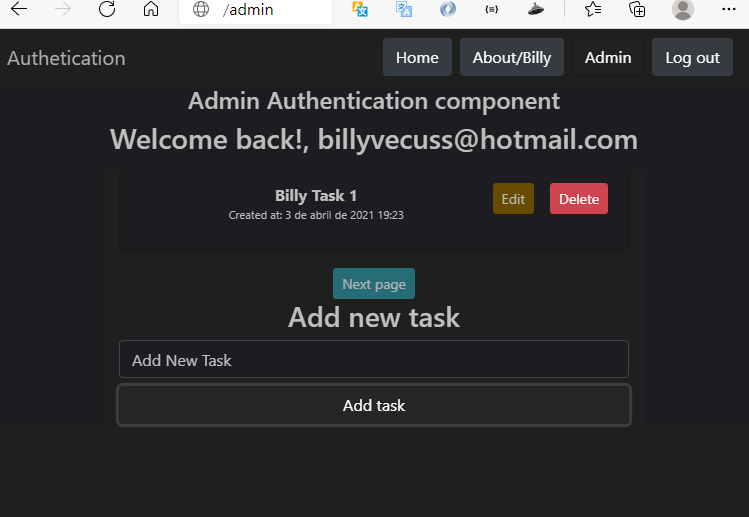 /admin
Authetication
Home
About/Billy
Admin
Log out
Admin Authentication component
Welcome back!, billyvecuss@hotmail.com
Billy Task 1
Created at: 3 de abril de 2021 19:23
Edit
Delete
Next page
Add new task
Add New Task
Add task